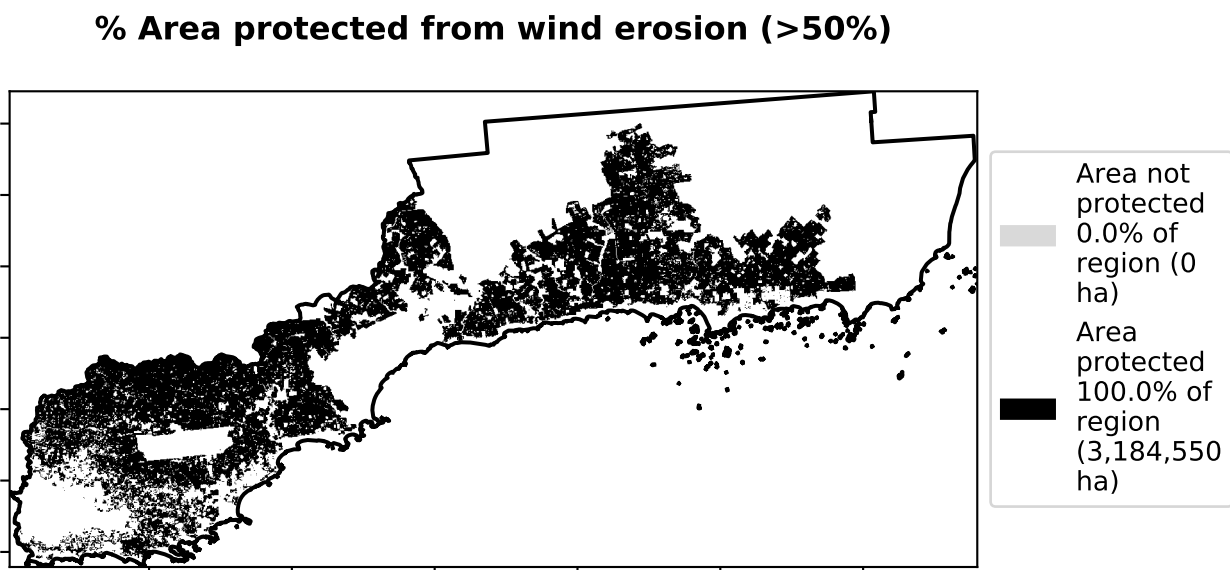 % Area protected from wind erosion (>50%)
Area not
protected
0.0% of
region (0
ha)
Area
protected
100.0% of
region
(3,184,550
ha)